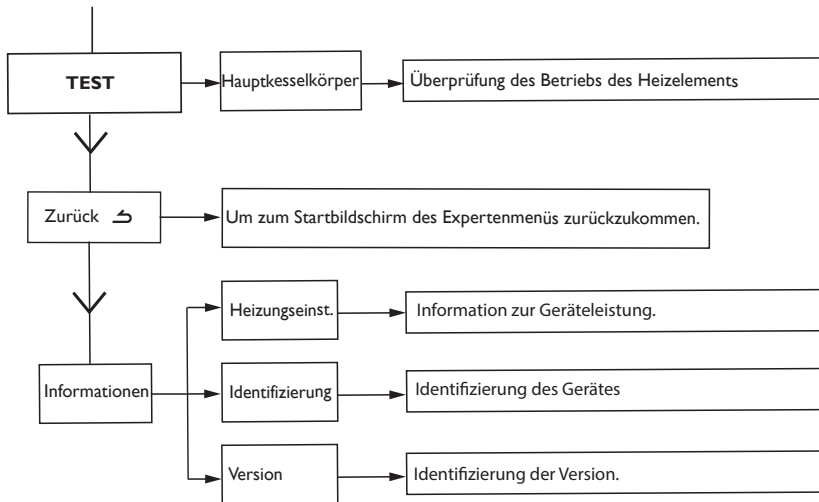 TEST
Hauptkesselkörper
Überprüfung des Betriebs des Heizelements
Zurück
Um zum Startbildschirm des Expertenmenüs zurückzukommen.
Heizungseinst.
Information zur Geräteleistung.
Informationen
Identifizierung
Identifizierung des Gerätes
Version
Identifizierung der Version.